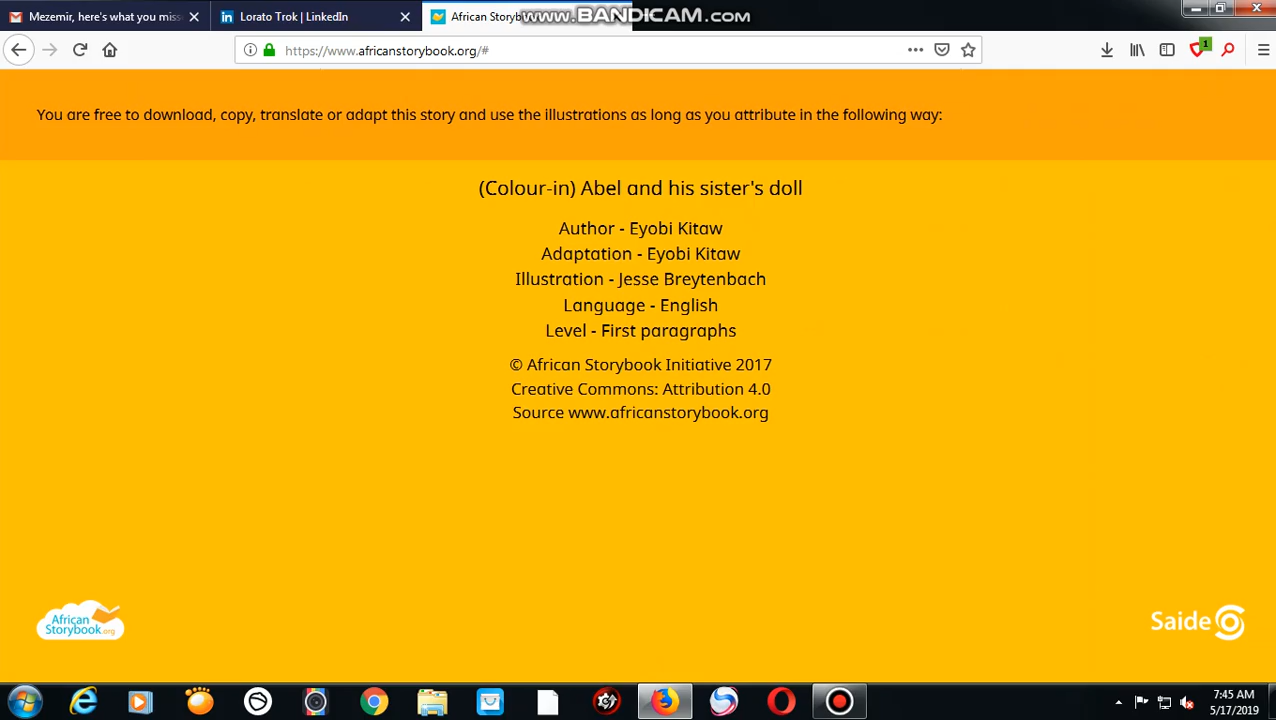 Mezemir, here's what you miss
Lorato Trok | LinkedIn
African Storyb
www.BANDICAM.com
https://www.africanstorybook.org/#
1
You are free to download, copy, translate or adapt this story and use the illustrations as long as you attribute in the following way:
(Colour-in) Abel and his sister's doll
Author - Eyobi Kitaw
Adaptation - Eyobi Kitaw
Illustration - Jesse Breytenbach
Language - English
Level - First paragraphs
© African Storybook Initiative 2017
Creative Commons: Attribution 4.0
Source www.africanstorybook.org
African
Storybook.org
Saide
7:45 AM
5/17/2019